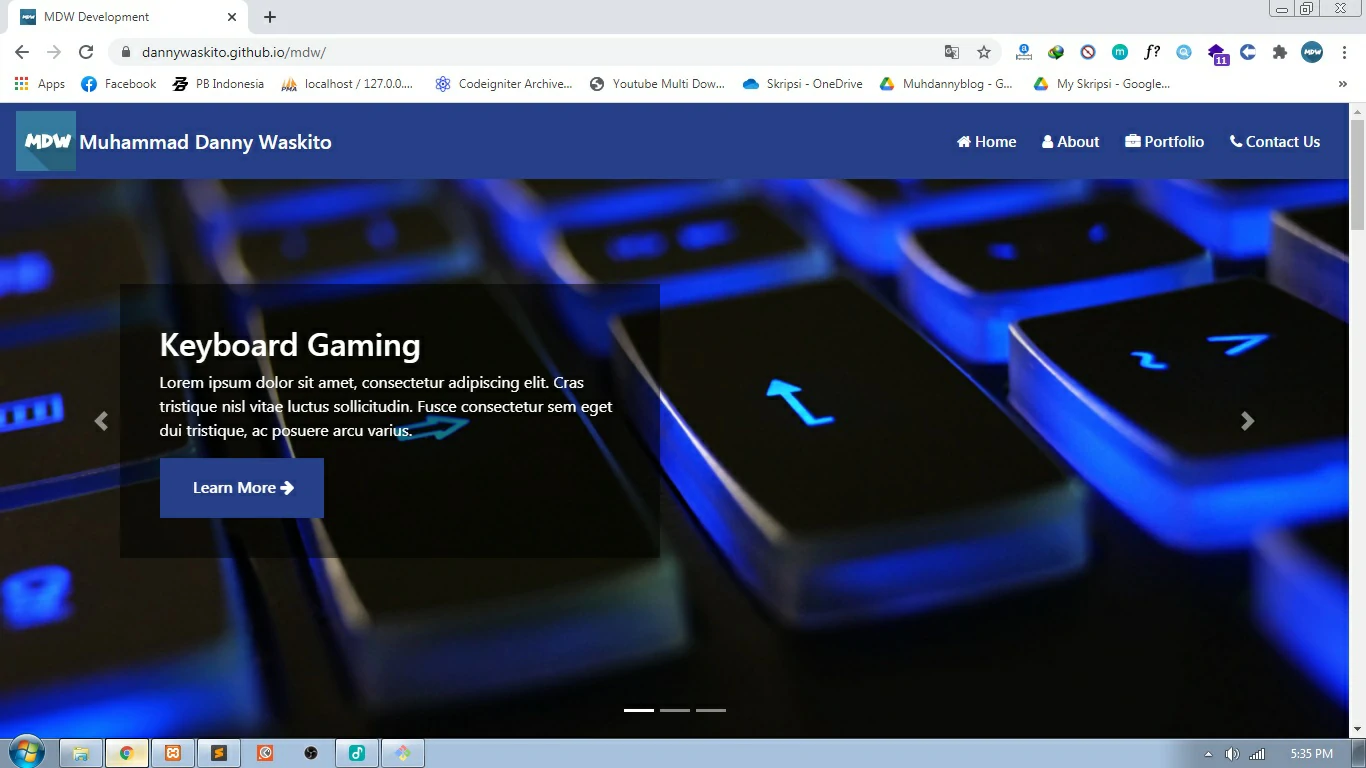 MDW Development
dannywaskito.github.io/mdw/
f?
m
MDW
11
Apps
Facebook
PB Indonesia
localhost / 127.0.0....
Codeigniter Archive...
Youtube Multi Dow...
Skripsi - OneDrive
Muhdannyblog - G...
My Skripsi - Google...
»
MDW Muhammad Danny Waskito
Home
About
Portfolio
Contact Us
Keyboard Gaming
Lorem ipsum dolor sit amet, consectetur adipiscing elit. Cras
tristique nisl vitae luctus sollicitudin. Fusce consectetur sem eget
dui tristique, ac posuere arcu varius.
Learn More
5:35 PM